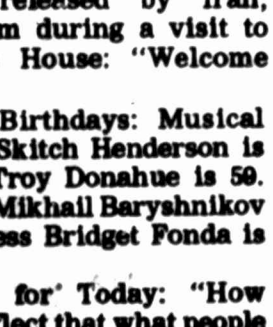 released by Iran,
m during a visit to
House: "Welcome
Birthdays: Musical
Skitch Henderson is
Troy Donahue is 50.
Mikhail Baryshnikov
ess Bridget Fonda is
for Today: "How
flect that what people